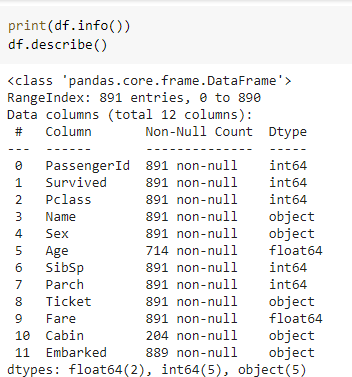 print(df.info())
df.describe()
<class 'pandas.core.frame.DataFrame'>
RangeIndex: 891 entries, 0 to 890
Data columns (total 12 columns):
 #   Column       Non-Null Count  Dtype
---  ------       --------------  -----
 0   PassengerId  891 non-null    int64
 1   Survived     891 non-null    int64
 2   Pclass       891 non-null    int64
 3   Name         891 non-null    object
 4   Sex          891 non-null    object
 5   Age          714 non-null    float64
 6   SibSp        891 non-null    int64
 7   Parch        891 non-null    int64
 8   Ticket       891 non-null    object
 9   Fare         891 non-null    float64
 10  Cabin        204 non-null    object
 11  Embarked     889 non-null    object
dtypes: float64(2), int64(5), object(5)